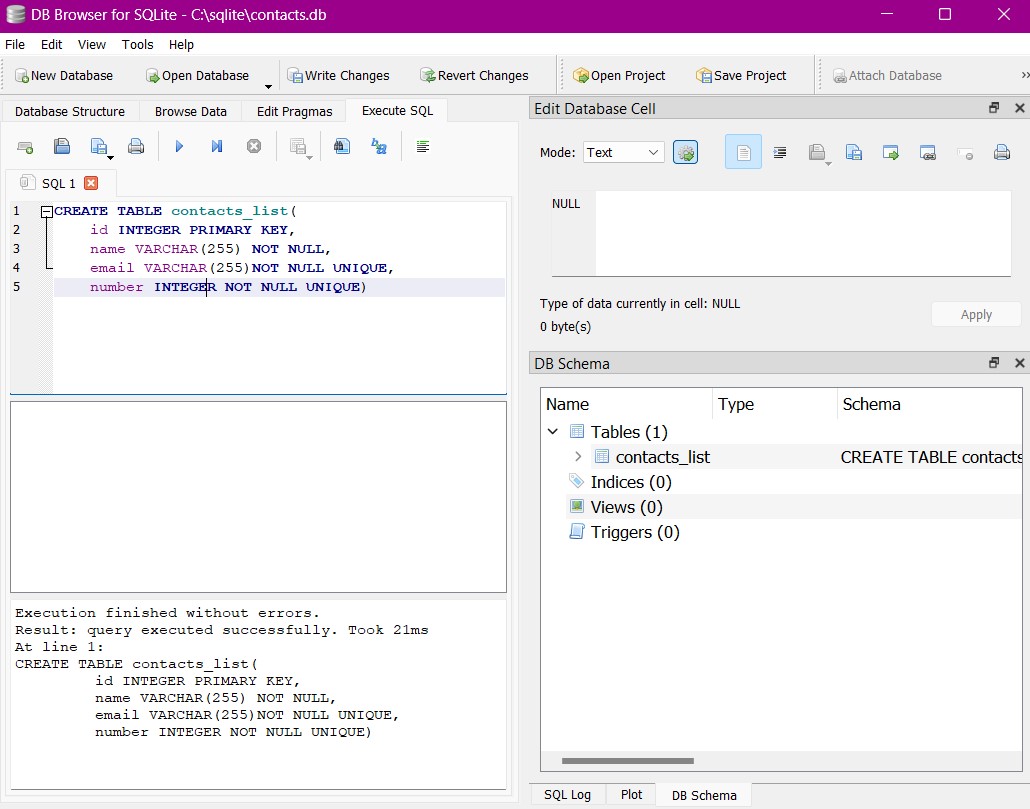 DB Browser for SQLite - C:\sqlite\contacts.db
File Edit View Tools Help
New Database Open Database Write Changes Revert Changes Open Project Save Project Attach Database »
Database Structure Browse Data Edit Pragmas Execute SQL
SQL 1
1 CREATE TABLE contacts_list(
2 id INTEGER PRIMARY KEY,
3 name VARCHAR(255) NOT NULL,
4 email VARCHAR(255)NOT NULL UNIQUE,
5 number INTEGER NOT NULL UNIQUE)
Execution finished without errors.
Result: query executed successfully. Took 21ms
At line 1:
CREATE TABLE contacts_list(
id INTEGER PRIMARY KEY,
name VARCHAR(255) NOT NULL,
email VARCHAR(255)NOT NULL UNIQUE,
number INTEGER NOT NULL UNIQUE)
Edit Database Cell
Mode: Text
NULL
Type of data currently in cell: NULL
0 byte(s)
Apply
DB Schema
Name Type Schema
Tables (1)
contacts_list CREATE TABLE contacts
Indices (0)
Views (0)
Triggers (0)
SQL Log Plot DB Schema